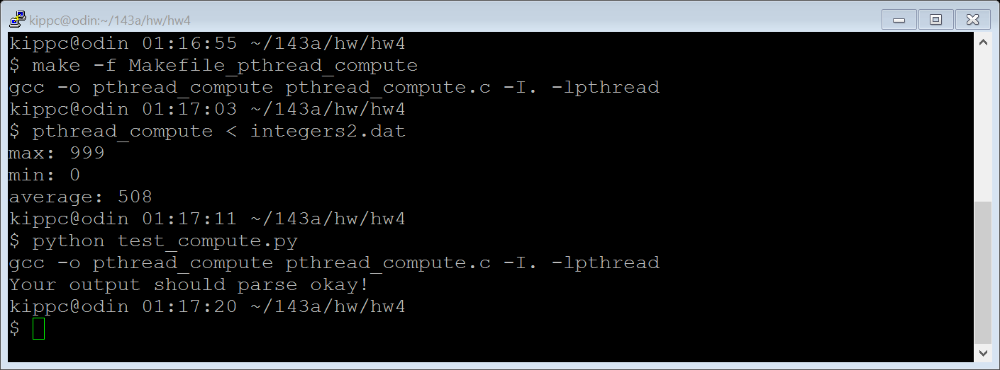 kippc@odin:~/143a/hw/hw4
kippc@odin 01:16:55 ~/143a/hw/hw4
$ make -f Makefile_pthread_compute
gcc -o pthread_compute pthread_compute.c -I. -lpthread
kippc@odin 01:17:03 ~/143a/hw/hw4
$ pthread_compute < integers2.dat
max: 999
min: 0
average: 508
kippc@odin 01:17:11 ~/143a/hw/hw4
$ python test_compute.py
gcc -o pthread_compute pthread_compute.c -I. -lpthread
Your output should parse okay!
kippc@odin 01:17:20 ~/143a/hw/hw4
$